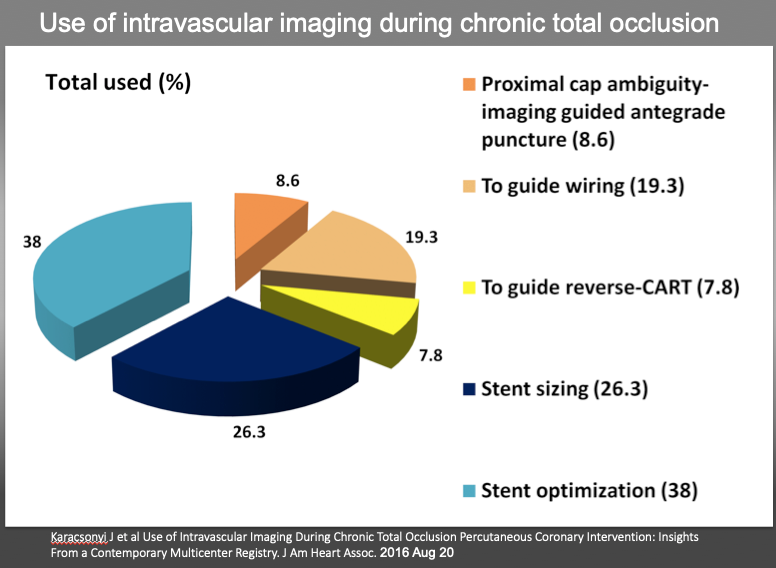 Use of intravascular imaging during chronic total occlusion
Total used (%)
Proximal cap ambiguity-
imaging guided antegrade
puncture (8.6)
To guide wiring (19.3)
To guide reverse-CART (7.8)
Stent sizing (26.3)
Stent optimization (38)
8.6
19.3
7.8
26.3
38
Karacsonyi J et al Use of Intravascular Imaging During Chronic Total Occlusion Percutaneous Coronary Intervention: Insights
From a Contemporary Multicenter Registry. J Am Heart Assoc. 2016 Aug 20